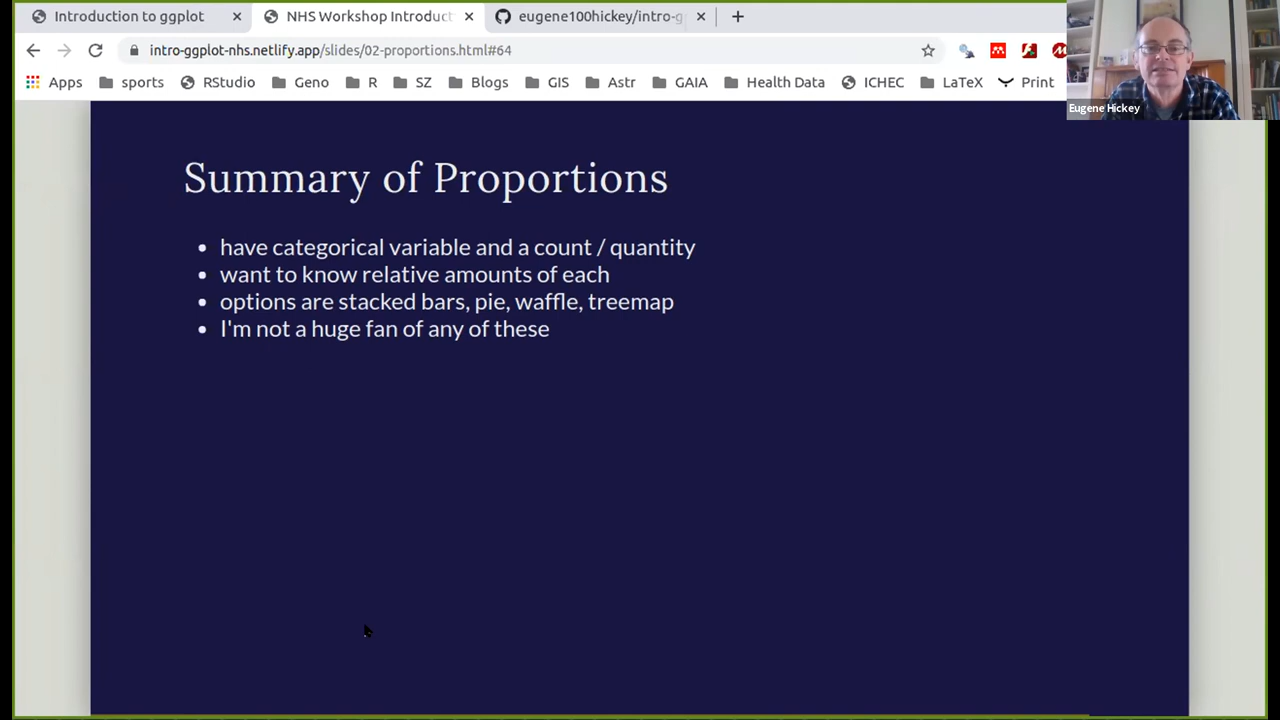 Introduction to ggplot
NHS Workshop Introduct
eugene100hickey/intro-g
intro-ggplot-nhs.netlify.app/slides/02-proportions.html#64
Apps sports RStudio Geno R SZ Blogs GIS Astr GAIA Health Data ICHEC LaTeX Print
Eugene Hickey
Summary of Proportions
• have categorical variable and a count / quantity
• want to know relative amounts of each
• options are stacked bars, pie, waffle, treemap
• I'm not a huge fan of any of these